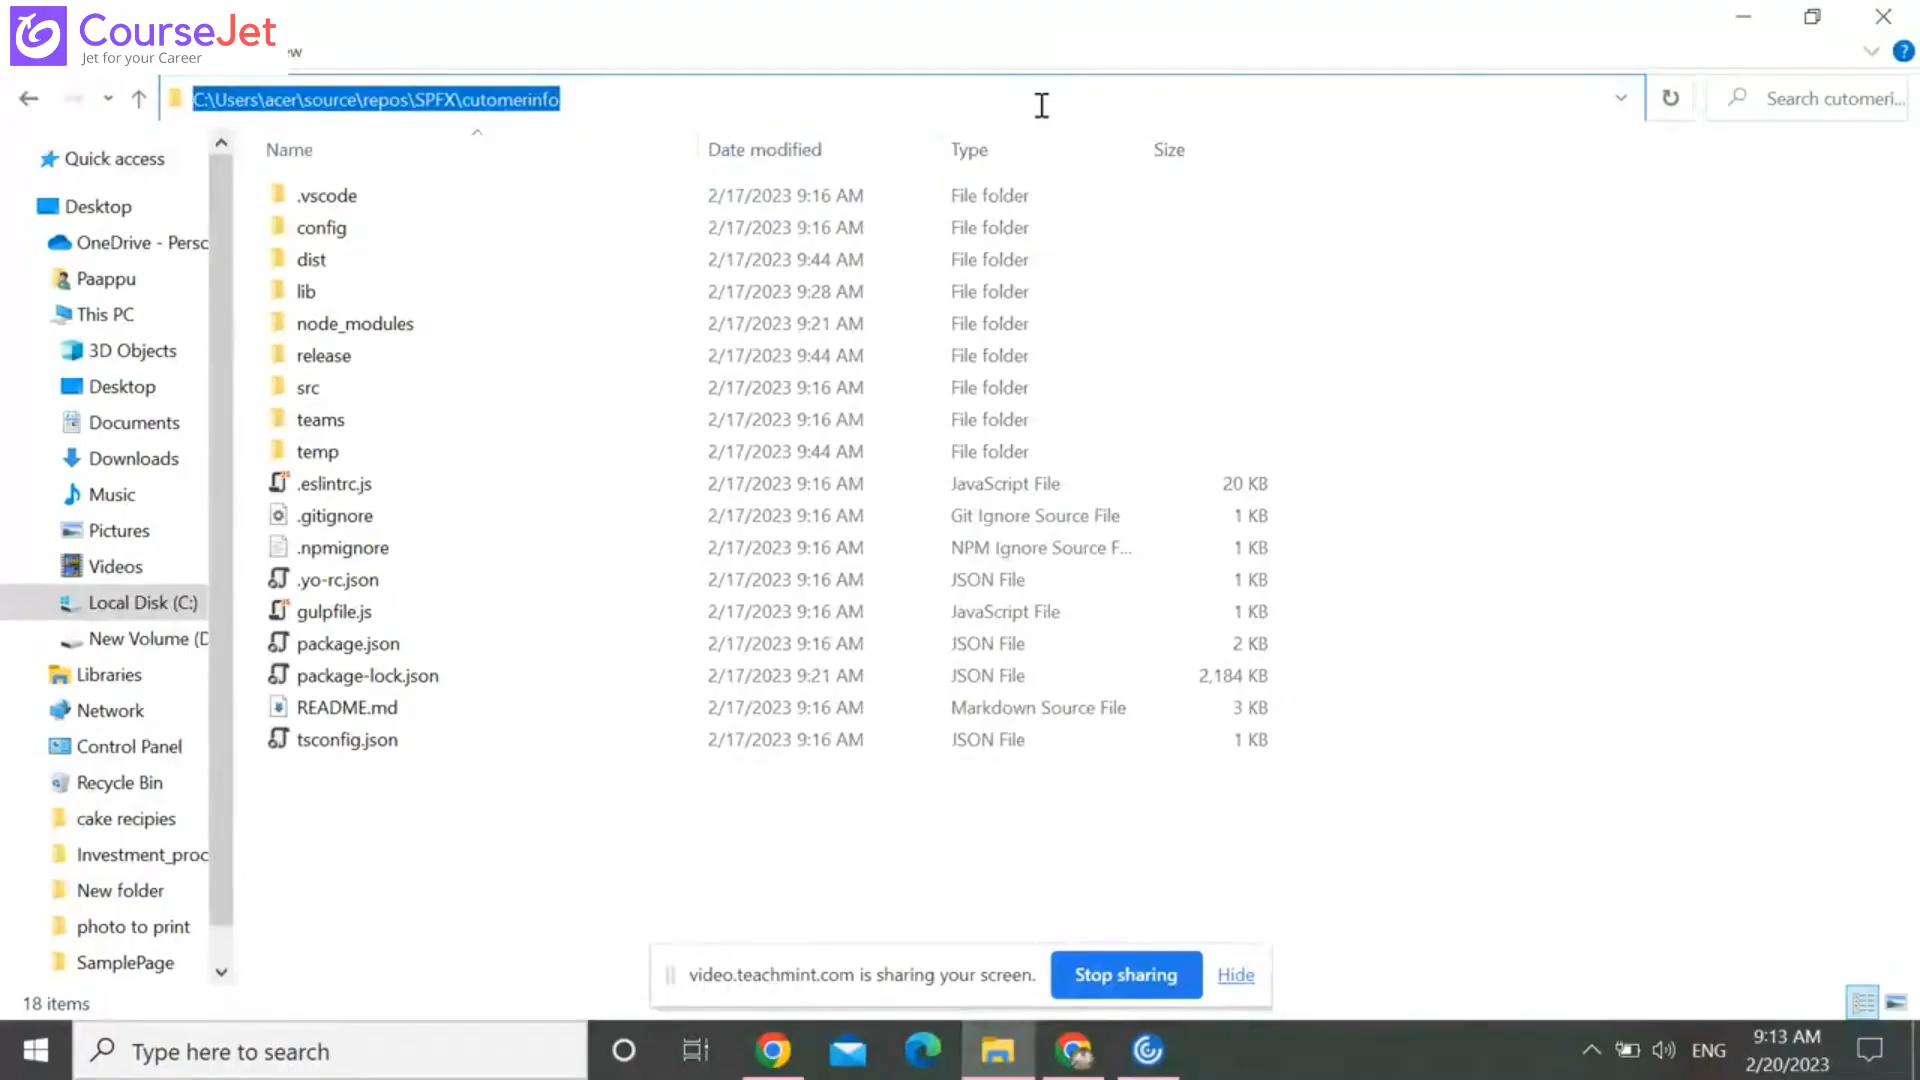 CourseJet
Jet for your Career
ew
?
C:\Users\acer\source\repos\SPFX\cutomerinfo
Search cutomeri...
Name Date modified Type Size
Quick access
Desktop
OneDrive - Persc
Paappu
This PC
3D Objects
Desktop
Documents
Downloads
Music
Pictures
Videos
Local Disk (C:)
New Volume (D
Libraries
Network
Control Panel
Recycle Bin
cake recipies
Investment_proc
New folder
photo to print
SamplePage
.vscode 2/17/2023 9:16 AM File folder
config 2/17/2023 9:16 AM File folder
dist 2/17/2023 9:44 AM File folder
lib 2/17/2023 9:28 AM File folder
node_modules 2/17/2023 9:21 AM File folder
release 2/17/2023 9:44 AM File folder
src 2/17/2023 9:16 AM File folder
teams 2/17/2023 9:16 AM File folder
temp 2/17/2023 9:44 AM File folder
.eslintrc.js 2/17/2023 9:16 AM JavaScript File 20 KB
.gitignore 2/17/2023 9:16 AM Git Ignore Source File 1 KB
.npmignore 2/17/2023 9:16 AM NPM Ignore Source F... 1 KB
.yo-rc.json 2/17/2023 9:16 AM JSON File 1 KB
gulpfile.js 2/17/2023 9:16 AM JavaScript File 1 KB
package.json 2/17/2023 9:16 AM JSON File 2 KB
package-lock.json 2/17/2023 9:21 AM JSON File 2,184 KB
README.md 2/17/2023 9:16 AM Markdown Source File 3 KB
tsconfig.json 2/17/2023 9:16 AM JSON File 1 KB
video.teachmint.com is sharing your screen. Stop sharing Hide
18 items
Type here to search
ENG
9:13 AM
2/20/2023